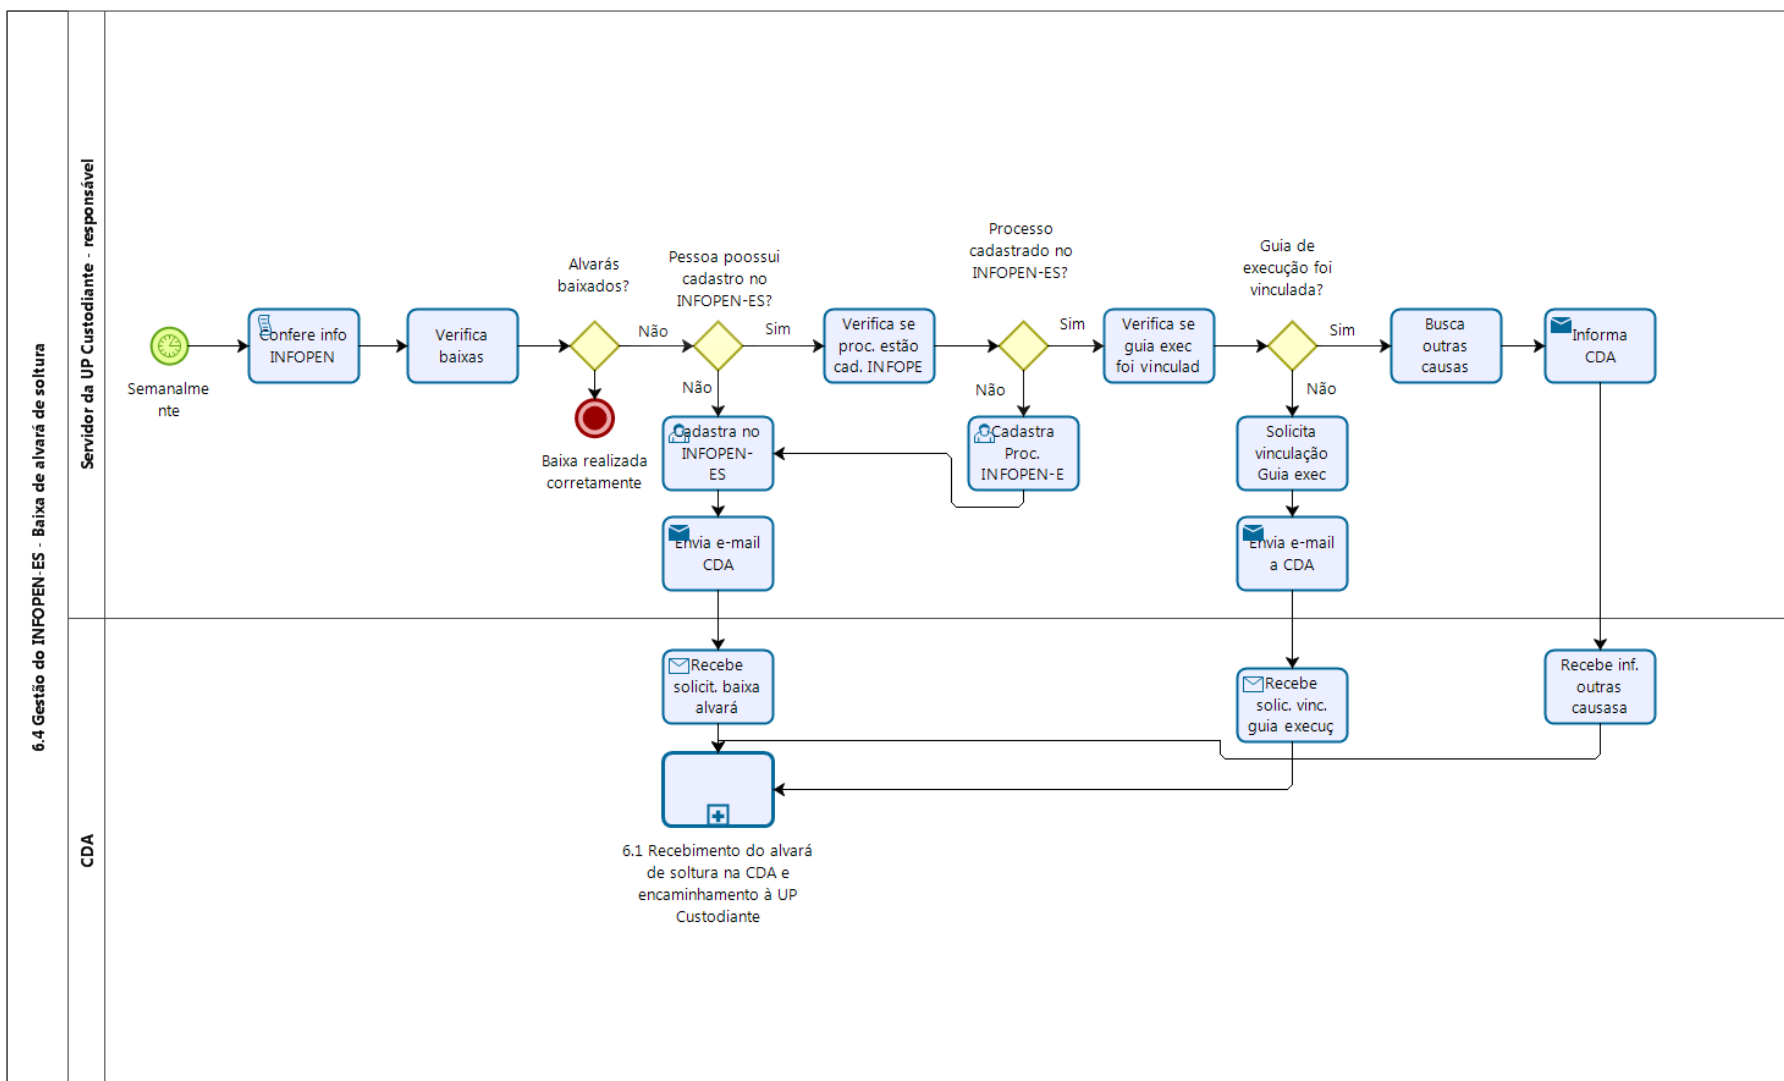 6.4 Gestão do INFOPEN-ES - Baixa de alvará de soltura
Servidor da UP Custodiante - responsável
Semanalme
nte
Confere info
INFOPEN
Verifica
baixas
Alvarás
baixados?
Não
Baixa realizada
corretamente
Pessoa poossui
cadastro no
INFOPEN-ES?
Sim
Não
Cadastra no
INFOPEN-
ES
Envia e-mail
CDA
Verifica se
proc. estão
cad. INFOPE
Processo
cadastrado no
INFOPEN-ES?
Sim
Não
Cadastra
Proc.
INFOPEN-E
Verifica se
guia exec
foi vinculad
Guia de
execução foi
vinculada?
Sim
Não
Solicita
vinculação
Guia exec
Envia e-mail
a CDA
Busca
outras
causas
Informa
CDA
CDA
Recebe
solicit. baixa
alvará
Recebe
solic. vinc.
guia execuç
Recebe inf.
outras
causasa
6.1 Recebimento do alvará
de soltura na CDA e
encaminhamento à UP
Custodiante